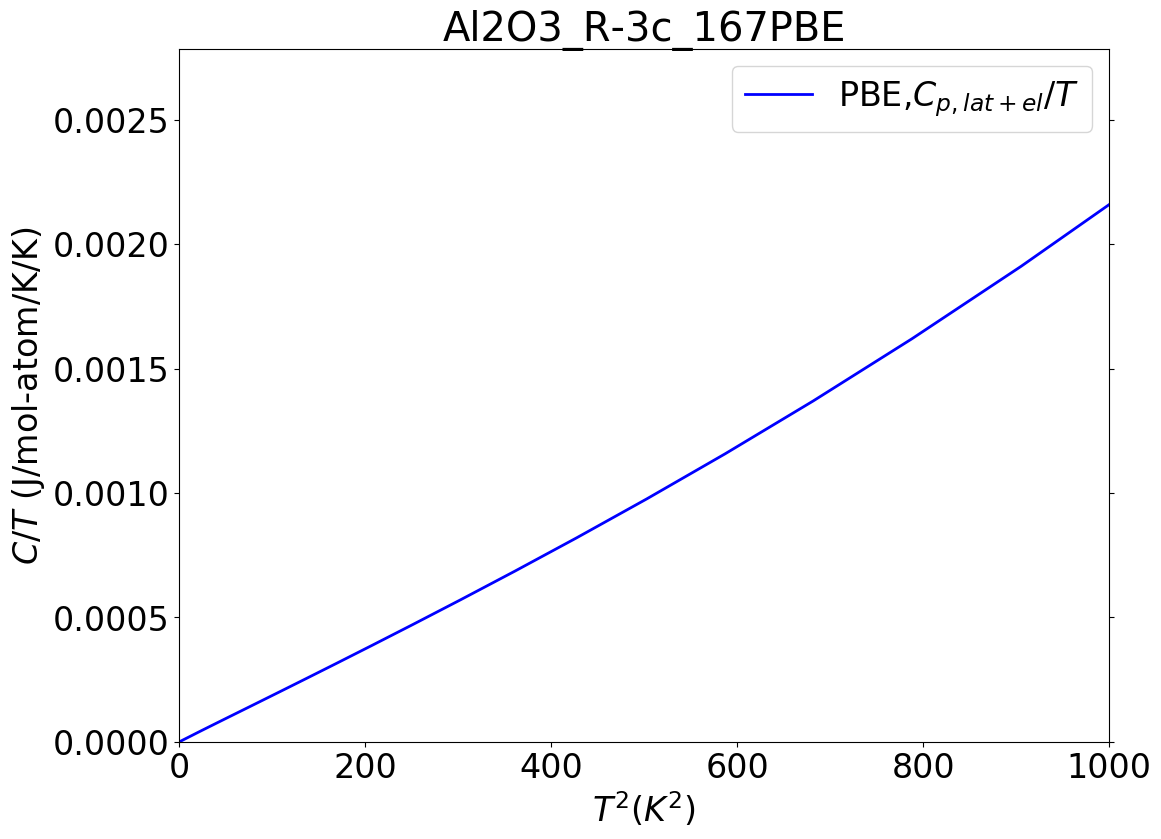 Al2O3_R-3c_167PBE
PBE,C_{p, lat+el}/T
C/T (J/mol-atom/K/K)
0.0025
0.0020
0.0015
0.0010
0.0005
0.0000
0 200 400 600 800 1000
T^2(K^2)